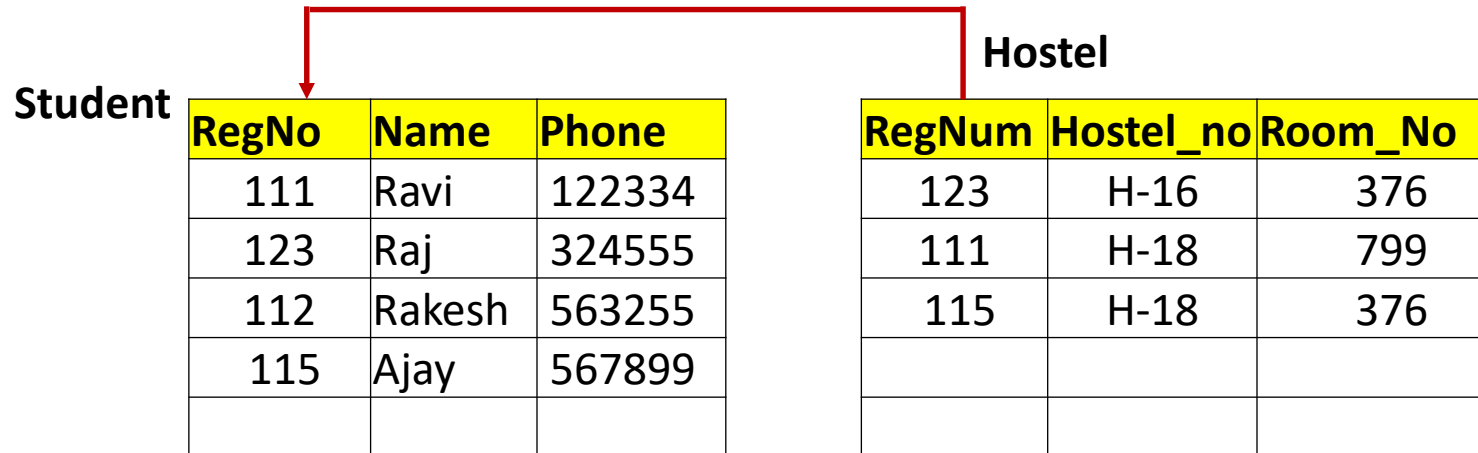 Hostel
Student
RegNo Name Phone
111 Ravi 122334
123 Raj 324555
112 Rakesh 563255
115 Ajay 567899
RegNum Hostel_no Room_No
123 H-16 376
111 H-18 799
115 H-18 376